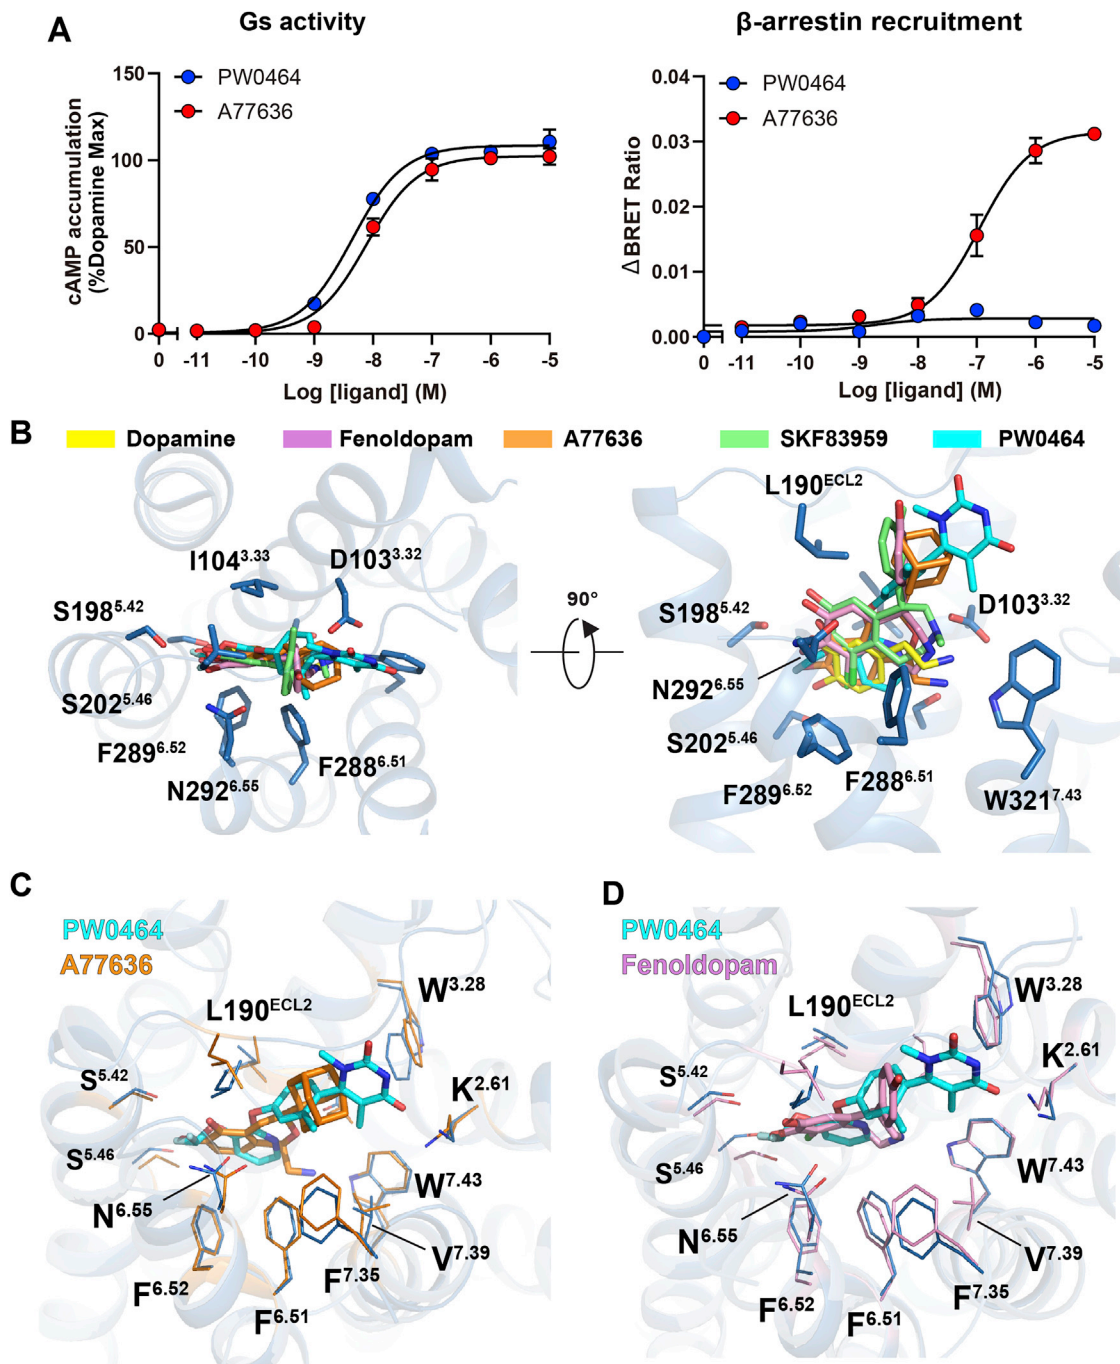 A
Gs activity
PW0464
A77636
150
100
50
0
cAMP accumulation
(%Dopamine Max)
0 -11 -10 -9 -8 -7 -6 -5
Log [ligand] (M)
β-arrestin recruitment
PW0464
A77636
0.04
0.03
0.02
0.01
0.00
ΔBRET Ratio
0 -11 -10 -9 -8 -7 -6 -5
Log [ligand] (M)
B
Dopamine Fenoldopam A77636 SKF83959 PW0464
I104^3.33
D103^3.32
S198^5.42
S202^5.46
F289^6.52
N292^6.55
F288^6.51
90°
L190^ECL2
S198^5.42
D103^3.32
N292^6.55
S202^5.46
F289^6.52
F288^6.51
W321^7.43
C
PW0464
A77636
W^3.28
L190^ECL2
S^5.42
K^2.61
S^5.46
W^7.43
N^6.55
V^7.39
F^6.52
F^7.35
F^6.51
D
PW0464
Fenoldopam
W^3.28
L190^ECL2
S^5.42
K^2.61
S^5.46
W^7.43
N^6.55
V^7.39
F^7.35
F^6.52
F^6.51